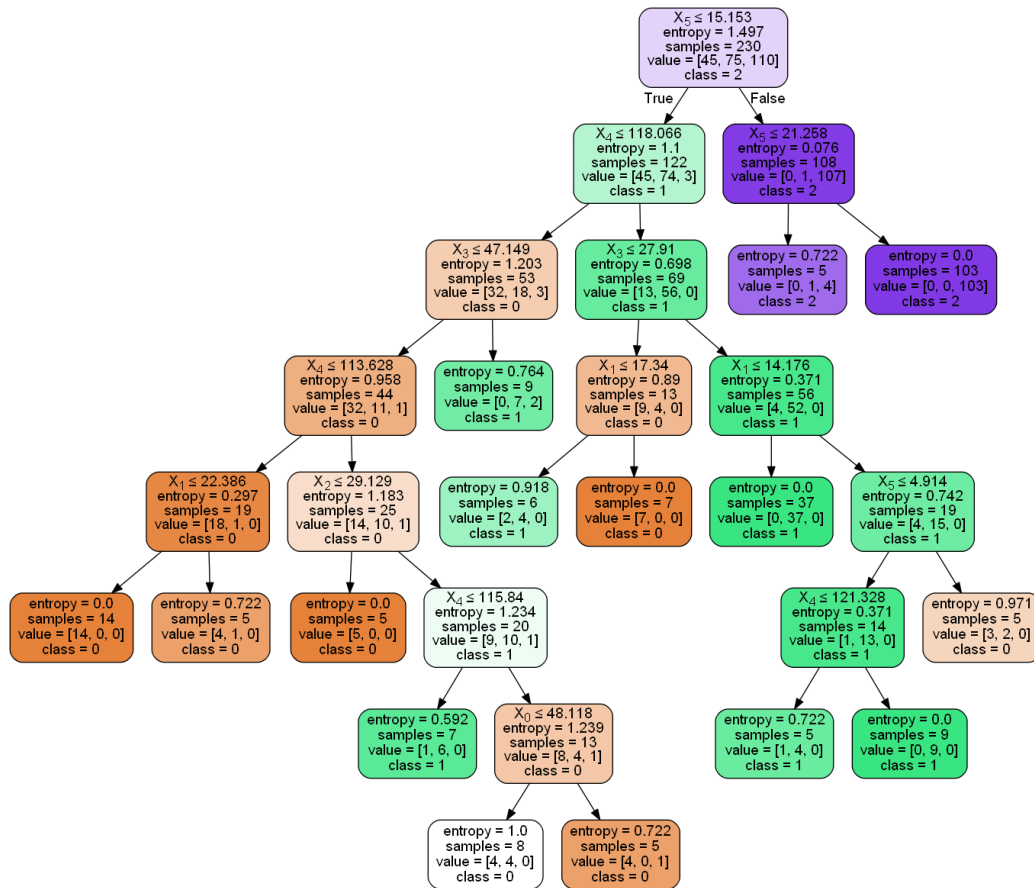 X5 ≤ 15.153
entropy = 1.497
samples = 230
value = [45, 75, 110]
class = 2
True
False
X4 ≤ 118.066
entropy = 1.1
samples = 122
value = [45, 74, 3]
class = 1
X5 ≤ 21.258
entropy = 0.076
samples = 108
value = [0, 1, 107]
class = 2
X3 ≤ 47.149
entropy = 1.203
samples = 53
value = [32, 18, 3]
class = 0
X3 ≤ 27.91
entropy = 0.698
samples = 69
value = [13, 56, 0]
class = 1
entropy = 0.722
samples = 5
value = [0, 1, 4]
class = 2
entropy = 0.0
samples = 103
value = [0, 0, 103]
class = 2
X4 ≤ 113.628
entropy = 0.958
samples = 44
value = [32, 11, 1]
class = 0
entropy = 0.764
samples = 9
value = [0, 7, 2]
class = 1
X1 ≤ 17.34
entropy = 0.89
samples = 13
value = [9, 4, 0]
class = 0
X1 ≤ 14.176
entropy = 0.371
samples = 56
value = [4, 52, 0]
class = 1
X1 ≤ 22.386
entropy = 0.297
samples = 19
value = [18, 1, 0]
class = 0
X2 ≤ 29.129
entropy = 1.183
samples = 25
value = [14, 10, 1]
class = 0
entropy = 0.918
samples = 6
value = [2, 4, 0]
class = 1
entropy = 0.0
samples = 7
value = [7, 0, 0]
class = 0
entropy = 0.0
samples = 37
value = [0, 37, 0]
class = 1
X5 ≤ 4.914
entropy = 0.742
samples = 19
value = [4, 15, 0]
class = 1
entropy = 0.0
samples = 14
value = [14, 0, 0]
class = 0
entropy = 0.722
samples = 5
value = [4, 1, 0]
class = 0
entropy = 0.0
samples = 5
value = [5, 0, 0]
class = 0
X4 ≤ 115.84
entropy = 1.234
samples = 20
value = [9, 10, 1]
class = 1
X4 ≤ 121.328
entropy = 0.371
samples = 14
value = [1, 13, 0]
class = 1
entropy = 0.971
samples = 5
value = [3, 2, 0]
class = 0
entropy = 0.592
samples = 7
value = [1, 6, 0]
class = 1
X0 ≤ 48.118
entropy = 1.239
samples = 13
value = [8, 4, 1]
class = 0
entropy = 0.722
samples = 5
value = [1, 4, 0]
class = 1
entropy = 0.0
samples = 9
value = [0, 9, 0]
class = 1
entropy = 1.0
samples = 8
value = [4, 4, 0]
class = 0
entropy = 0.722
samples = 5
value = [4, 0, 1]
class = 0